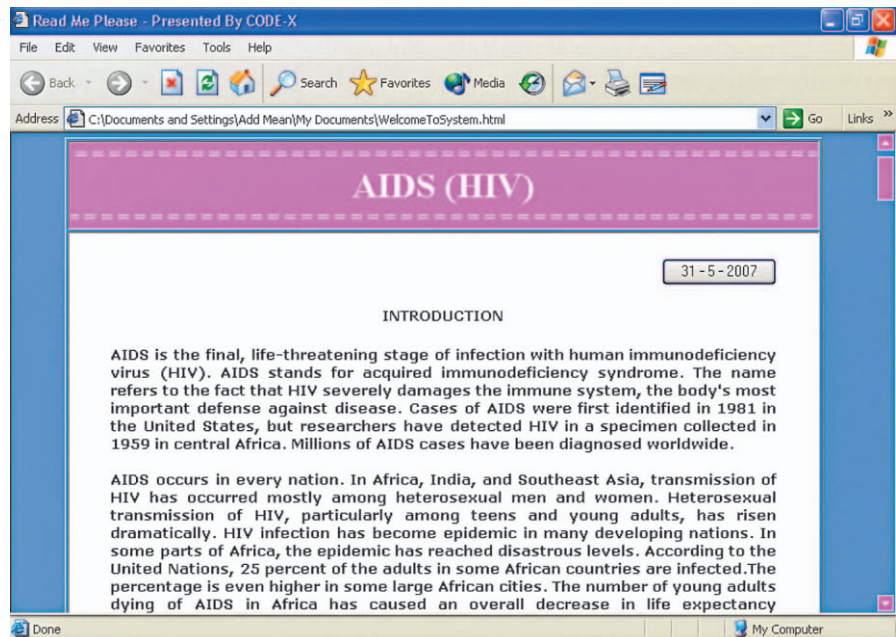 Read Me Please - Presented By CODE-X
File Edit View Favorites Tools Help
Back Search Favorites Media
Address C:\Documents and Settings\Add Mean\My Documents\WelcomeToSystem.html Go Links »
AIDS (HIV)
31 - 5 - 2007
INTRODUCTION
AIDS is the final, life-threatening stage of infection with human immunodeficiency
virus (HIV). AIDS stands for acquired immunodeficiency syndrome. The name
refers to the fact that HIV severely damages the immune system, the body's most
important defense against disease. Cases of AIDS were first identified in 1981 in
the United States, but researchers have detected HIV in a specimen collected in
1959 in central Africa. Millions of AIDS cases have been diagnosed worldwide.
AIDS occurs in every nation. In Africa, India, and Southeast Asia, transmission of
HIV has occurred mostly among heterosexual men and women. Heterosexual
transmission of HIV, particularly among teens and young adults, has risen
dramatically. HIV infection has become epidemic in many developing nations. In
some parts of Africa, the epidemic has reached disastrous levels. According to the
United Nations, 25 percent of the adults in some African countries are infected.The
percentage is even higher in some large African cities. The number of young adults
dying of AIDS in Africa has caused an overall decrease in life expectancy
Done My Computer